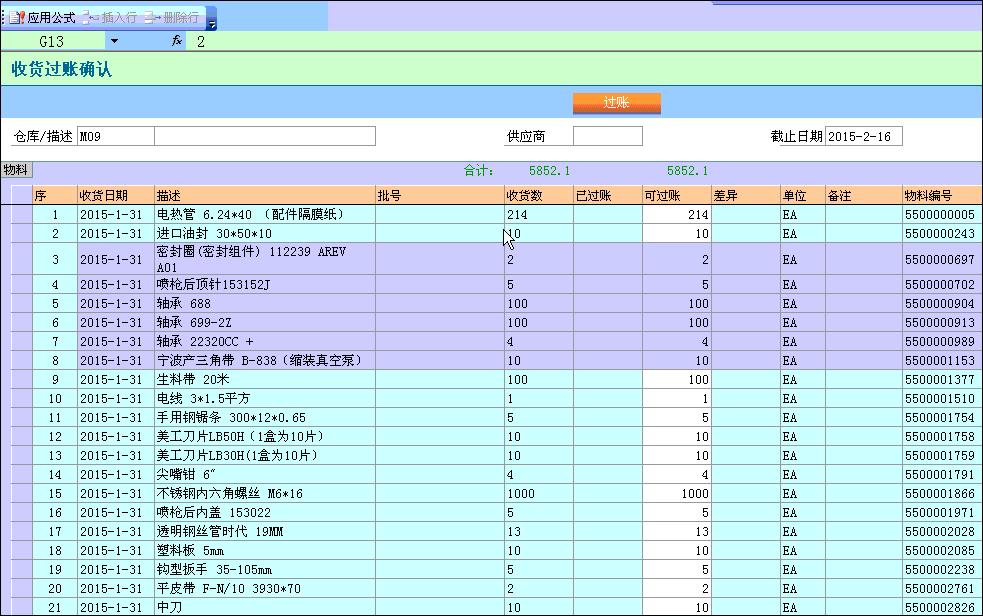 应用公式 插入行 删除行
G13 fx 2
收货过账确认
过账
仓库/描述 M09 供应商 截止日期 2015-2-16
物料 合计: 5852.1 5852.1
序 收货日期 描述 批号 收货数 已过账 可过账 差异 单位 备注 物料编号
1 2015-1-31 电热管 6.24*40 （配件隔膜纸） 214 214 EA 5500000005
2 2015-1-31 进口油封 30*50*10 10 10 EA 5500000243
3 2015-1-31 密封圈(密封组件) 112239 AREV A01 2 2 EA 5500000697
4 2015-1-31 喷枪后顶针153152J 5 5 EA 5500000702
5 2015-1-31 轴承 688 100 100 EA 5500000904
6 2015-1-31 轴承 699-2Z 100 100 EA 5500000913
7 2015-1-31 轴承 22320CC + 4 4 EA 5500000989
8 2015-1-31 宁波产三角带 B-838（缩装真空泵） 10 10 EA 5500001153
9 2015-1-31 生料带 20米 100 100 EA 5500001377
10 2015-1-31 电线 3*1.5平方 1 1 EA 5500001510
11 2015-1-31 手用钢锯条 300*12*0.65 5 5 EA 5500001754
12 2015-1-31 美工刀片LB50H（1盒为10片） 10 10 EA 5500001758
13 2015-1-31 美工刀片LB30H(1盒为10片） 10 10 EA 5500001759
14 2015-1-31 尖嘴钳 6″ 4 4 EA 5500001791
15 2015-1-31 不锈钢内六角螺丝 M6*16 1000 1000 EA 5500001866
16 2015-1-31 喷枪后内盖 153022 5 5 EA 5500001971
17 2015-1-31 透明钢丝管时代 19MM 13 13 EA 5500002028
18 2015-1-31 塑料板 5mm 10 10 EA 5500002085
19 2015-1-31 钩型扳手 35-105mm 5 5 EA 5500002238
20 2015-1-31 平皮带 F-N/10 3930*70 2 2 EA 5500002761
21 2015-1-31 中刀 10 10 EA 5500002826